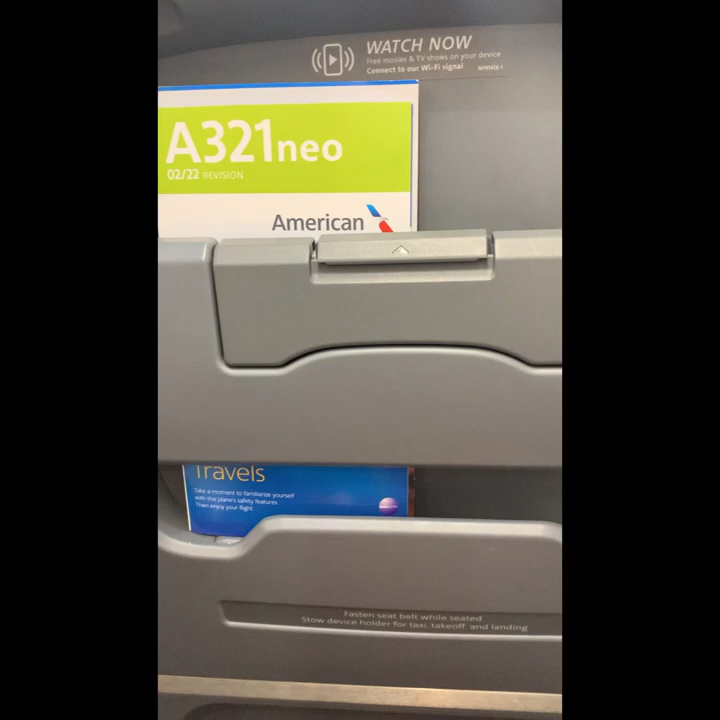 WATCH NOW
Free movies & TV shows on your device
Connect to our Wi-Fi signal
A321neo
02/22 REVISION
American
Travels
Take a moment to familiarize yourself
with this plane's safety features.
Then enjoy your flight.
Fasten seat belt while seated
Stow device holder for taxi, takeoff, and landing